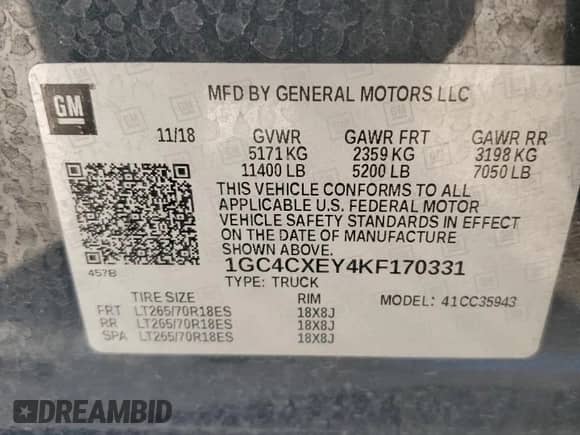 GM
MFD BY GENERAL MOTORS LLC
11/18 GVWR GAWR FRT GAWR RR
5171 KG 2359 KG 3198 KG
11400 LB 5200 LB 7050 LB
THIS VEHICLE CONFORMS TO ALL
APPLICABLE U.S. FEDERAL MOTOR
VEHICLE SAFETY STANDARDS IN EFFECT
ON THE DATE OF MANUFACTURE
SHOWN ABOVE.
457B
1GC4CXEY4KF170331
TYPE: TRUCK
TIRE SIZE RIM MODEL: 41CC35943
FRT LT265/70R18ES 18X8J
RR LT265/70R18ES 18X8J
SPA LT265/70R18ES 18X8J
DREAMBID